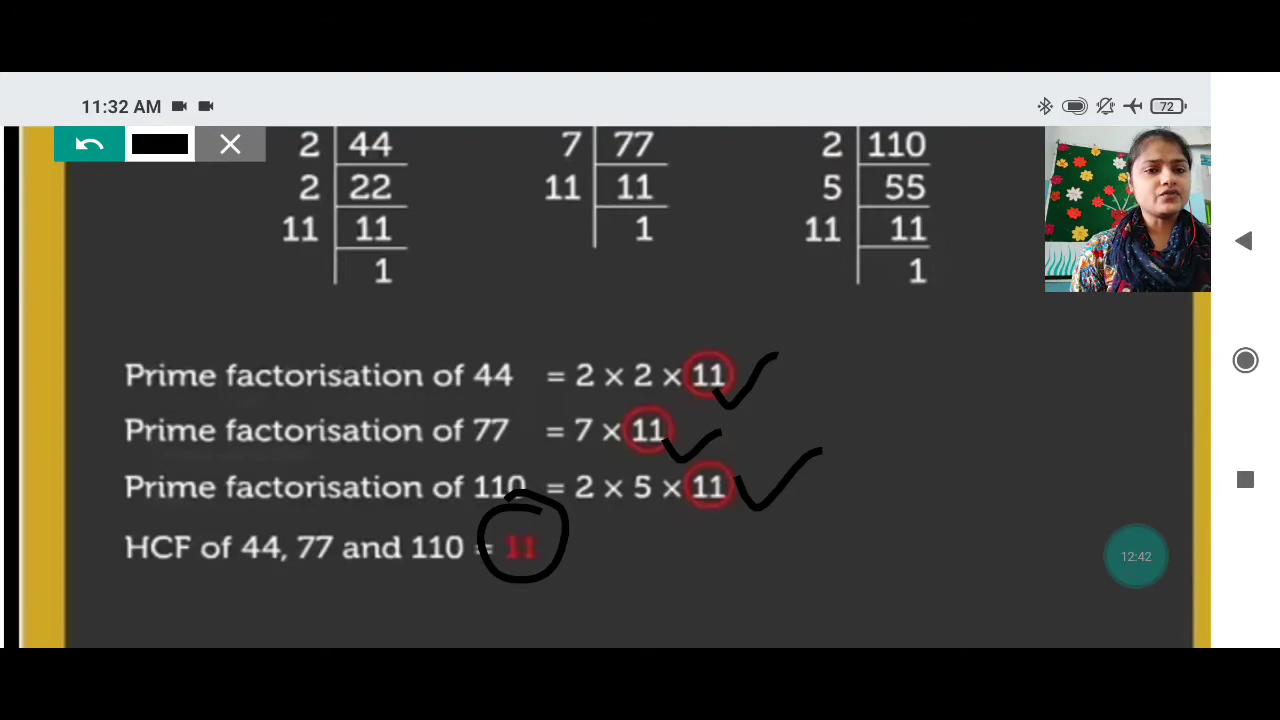 11:32 AM 72
2 44 7 77 2 110
2 22 11 11 5 55
11 11 1 11 11
1 1
Prime factorisation of 44 = 2 × 2 × 11
Prime factorisation of 77 = 7 × 11
Prime factorisation of 110 = 2 × 5 × 11
HCF of 44, 77 and 110 = 11
12:42